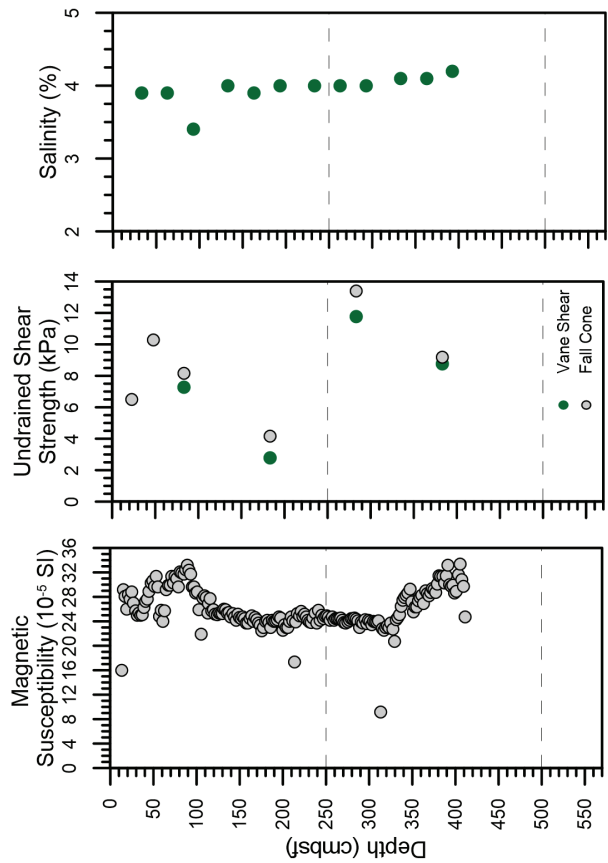 Salinity (%)
2 3 4 5
Undrained Shear
Strength (kPa)
0 2 4 6 8 10 12 14
Vane Shear
Fall Cone
Magnetic
Susceptibility (10⁻⁵ SI)
0 4 8 12 16 20 24 28 32 36
0 50 100 150 200 250 300 350 400 450 500 550
Depth (cmbsf)